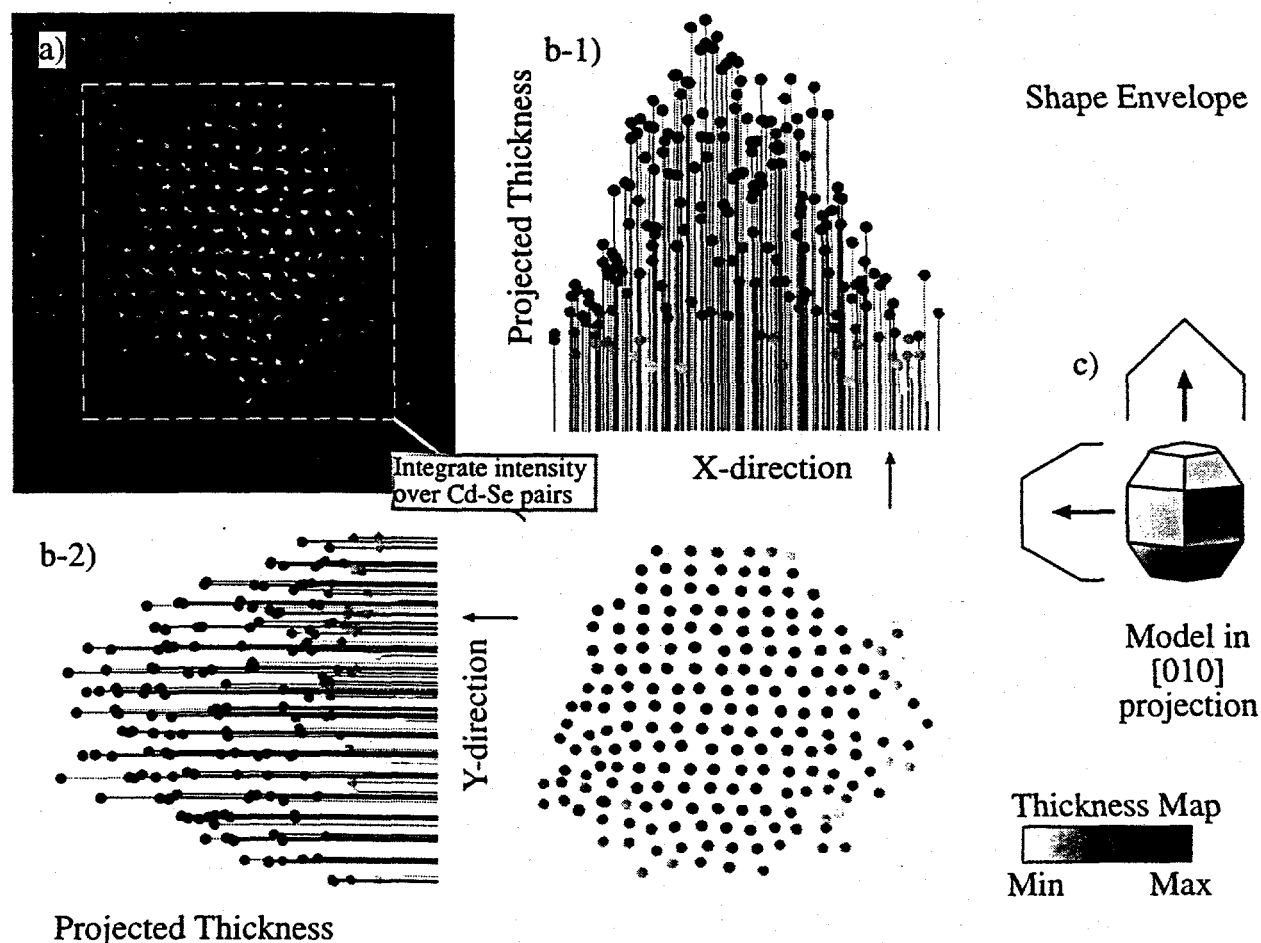 a)
b-1)
Projected Thickness
Shape Envelope
c)
X-direction
Integrate intensity
over Cd-Se pairs
b-2)
Y-direction
Model in
[010]
projection
Thickness Map
Min Max
Projected Thickness